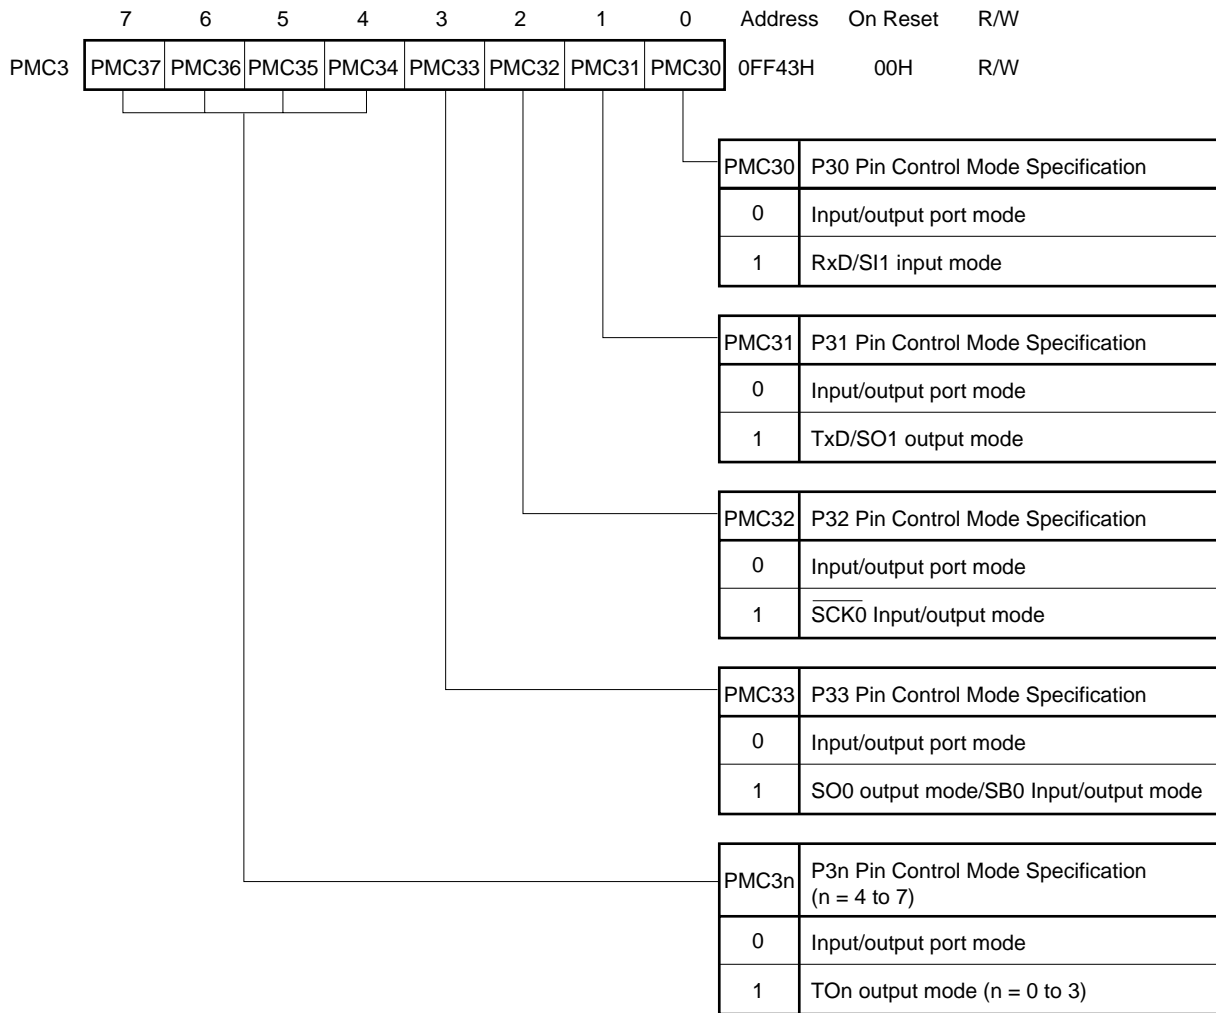 7 6 5 4 3 2 1 0 Address On Reset R/W
PMC3 PMC37 PMC36 PMC35 PMC34 PMC33 PMC32 PMC31 PMC30 0FF43H 00H R/W
PMC30 P30 Pin Control Mode Specification
0 Input/output port mode
1 RxD/SI1 input mode
PMC31 P31 Pin Control Mode Specification
0 Input/output port mode
1 TxD/SO1 output mode
PMC32 P32 Pin Control Mode Specification
0 Input/output port mode
1 S̅C̅K̅0̅ Input/output mode
PMC33 P33 Pin Control Mode Specification
0 Input/output port mode
1 SO0 output mode/SB0 Input/output mode
PMC3n P3n Pin Control Mode Specification
(n = 4 to 7)
0 Input/output port mode
1 TOn output mode (n = 0 to 3)